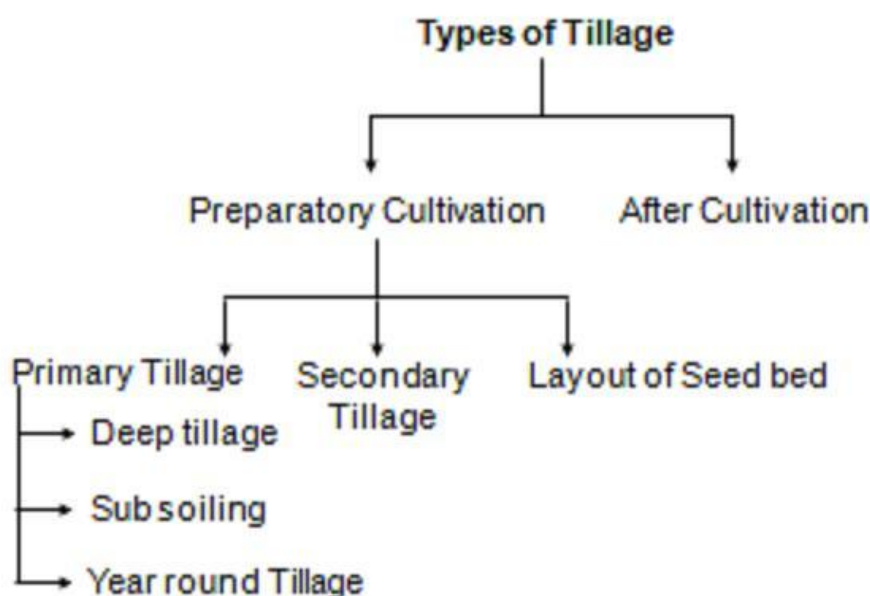 Types of Tillage
Preparatory Cultivation After Cultivation
Primary Tillage Secondary Layout of Seed bed
Tillage
Deep tillage
Sub soiling
Year round Tillage